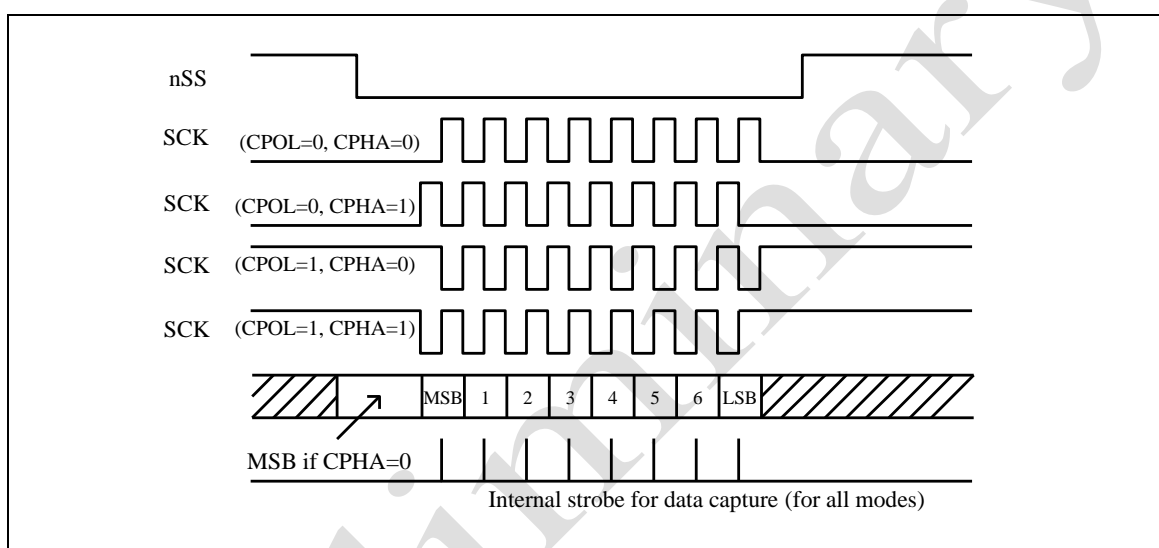 nSS
SCK (CPOL=0, CPHA=0)
SCK (CPOL=0, CPHA=1)
SCK (CPOL=1, CPHA=0)
SCK (CPOL=1, CPHA=1)
MSB 1 2 3 4 5 6 LSB
MSB if CPHA=0
Internal strobe for data capture (for all modes)